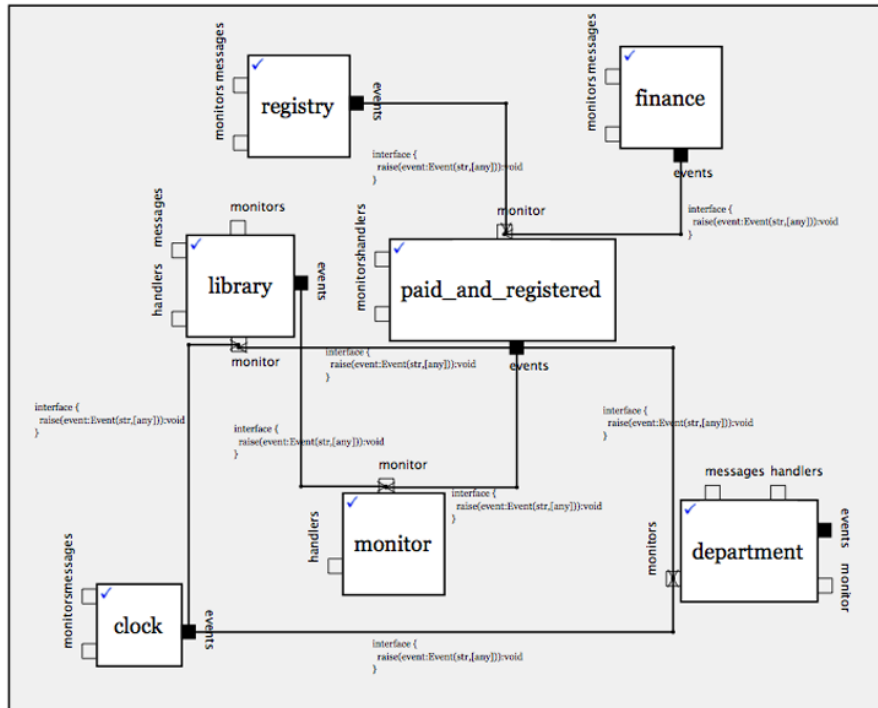 monitors messages
registry
events
monitors messages
finance
events
interface {
raise(event:Event(str,[any])):void
}
interface {
raise(event:Event(str,[any])):void
}
monitors
messages
handlers
library
events
monitor
monitor
monitors handlers
paid_and_registered
events
interface {
raise(event:Event(str,[any])):void
}
interface {
raise(event:Event(str,[any])):void
}
interface {
raise(event:Event(str,[any])):void
}
interface {
raise(event:Event(str,[any])):void
}
monitor
interface {
raise(event:Event(str,[any])):void
}
handlers
monitor
messages handlers
monitors
department
events
monitor
monitors messages
clock
events
interface {
raise(event:Event(str,[any])):void
}